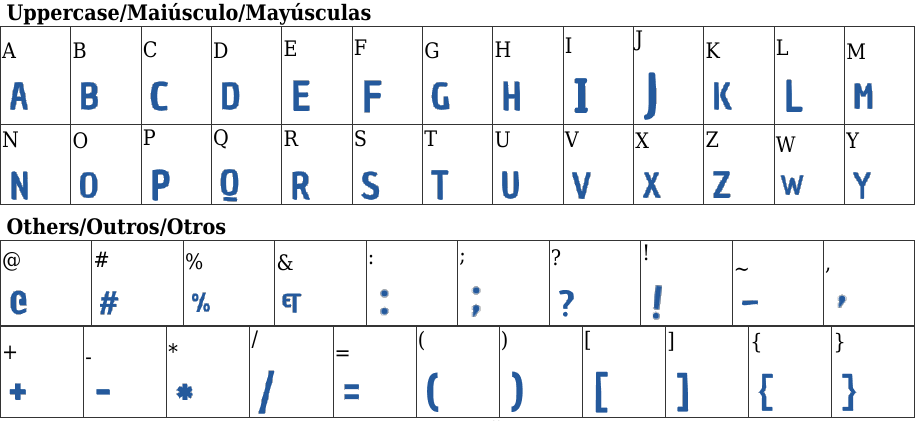 Uppercase/Maiúsculo/Mayúsculas
A B C D E F G H I J K L M
A B C D E F G H I J K L M
N O P Q R S T U V X Z W Y
N O P Q R S T U V X Z W Y
Others/Outros/Otros
@ # % & : ; ? ! ~ ,
@ # % & : ; ? ! – ,
+ - * / = ( ) [ ] { }
+ - * / = ( ) [ ] { }